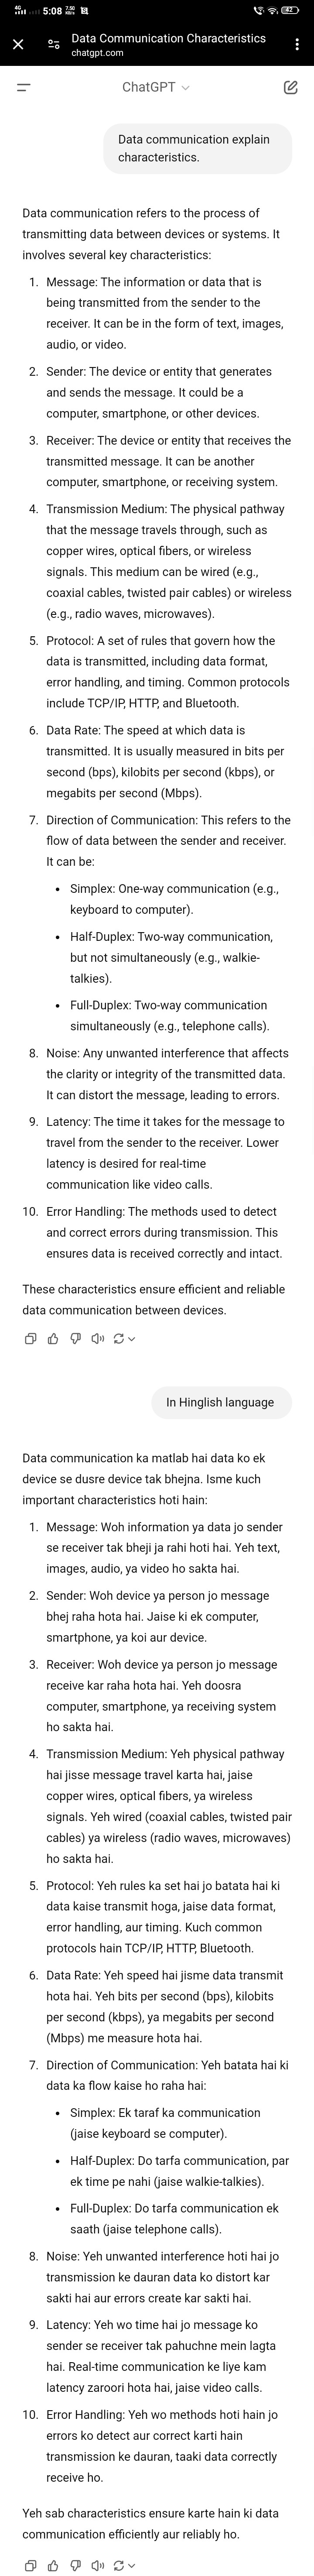 4G 5:08 7.50 KB/s 42
Data Communication Characteristics
chatgpt.com
ChatGPT
Data communication explain
characteristics.
Data communication refers to the process of
transmitting data between devices or systems. It
involves several key characteristics:
1. Message: The information or data that is
being transmitted from the sender to the
receiver. It can be in the form of text, images,
audio, or video.
2. Sender: The device or entity that generates
and sends the message. It could be a
computer, smartphone, or other devices.
3. Receiver: The device or entity that receives the
transmitted message. It can be another
computer, smartphone, or receiving system.
4. Transmission Medium: The physical pathway
that the message travels through, such as
copper wires, optical fibers, or wireless
signals. This medium can be wired (e.g.,
coaxial cables, twisted pair cables) or wireless
(e.g., radio waves, microwaves).
5. Protocol: A set of rules that govern how the
data is transmitted, including data format,
error handling, and timing. Common protocols
include TCP/IP, HTTP, and Bluetooth.
6. Data Rate: The speed at which data is
transmitted. It is usually measured in bits per
second (bps), kilobits per second (kbps), or
megabits per second (Mbps).
7. Direction of Communication: This refers to the
flow of data between the sender and receiver.
It can be:
• Simplex: One-way communication (e.g.,
keyboard to computer).
• Half-Duplex: Two-way communication,
but not simultaneously (e.g., walkie-
talkies).
• Full-Duplex: Two-way communication
simultaneously (e.g., telephone calls).
8. Noise: Any unwanted interference that affects
the clarity or integrity of the transmitted data.
It can distort the message, leading to errors.
9. Latency: The time it takes for the message to
travel from the sender to the receiver. Lower
latency is desired for real-time
communication like video calls.
10. Error Handling: The methods used to detect
and correct errors during transmission. This
ensures data is received correctly and intact.
These characteristics ensure efficient and reliable
data communication between devices.
In Hinglish language
Data communication ka matlab hai data ko ek
device se dusre device tak bhejna. Isme kuch
important characteristics hoti hain:
1. Message: Woh information ya data jo sender
se receiver tak bheji ja rahi hoti hai. Yeh text,
images, audio, ya video ho sakta hai.
2. Sender: Woh device ya person jo message
bhej raha hota hai. Jaise ki ek computer,
smartphone, ya koi aur device.
3. Receiver: Woh device ya person jo message
receive kar raha hota hai. Yeh doosra
computer, smartphone, ya receiving system
ho sakta hai.
4. Transmission Medium: Yeh physical pathway
hai jisse message travel karta hai, jaise
copper wires, optical fibers, ya wireless
signals. Yeh wired (coaxial cables, twisted pair
cables) ya wireless (radio waves, microwaves)
ho sakta hai.
5. Protocol: Yeh rules ka set hai jo batata hai ki
data kaise transmit hoga, jaise data format,
error handling, aur timing. Kuch common
protocols hain TCP/IP, HTTP, Bluetooth.
6. Data Rate: Yeh speed hai jisme data transmit
hota hai. Yeh bits per second (bps), kilobits
per second (kbps), ya megabits per second
(Mbps) me measure hota hai.
7. Direction of Communication: Yeh batata hai ki
data ka flow kaise ho raha hai:
• Simplex: Ek taraf ka communication
(jaise keyboard se computer).
• Half-Duplex: Do tarfa communication, par
ek time pe nahi (jaise walkie-talkies).
• Full-Duplex: Do tarfa communication ek
saath (jaise telephone calls).
8. Noise: Yeh unwanted interference hoti hai jo
transmission ke dauran data ko distort kar
sakti hai aur errors create kar sakti hai.
9. Latency: Yeh wo time hai jo message ko
sender se receiver tak pahuchne mein lagta
hai. Real-time communication ke liye kam
latency zaroori hota hai, jaise video calls.
10. Error Handling: Yeh wo methods hoti hain jo
errors ko detect aur correct karti hain
transmission ke dauran, taaki data correctly
receive ho.
Yeh sab characteristics ensure karte hain ki data
communication efficiently aur reliably ho.